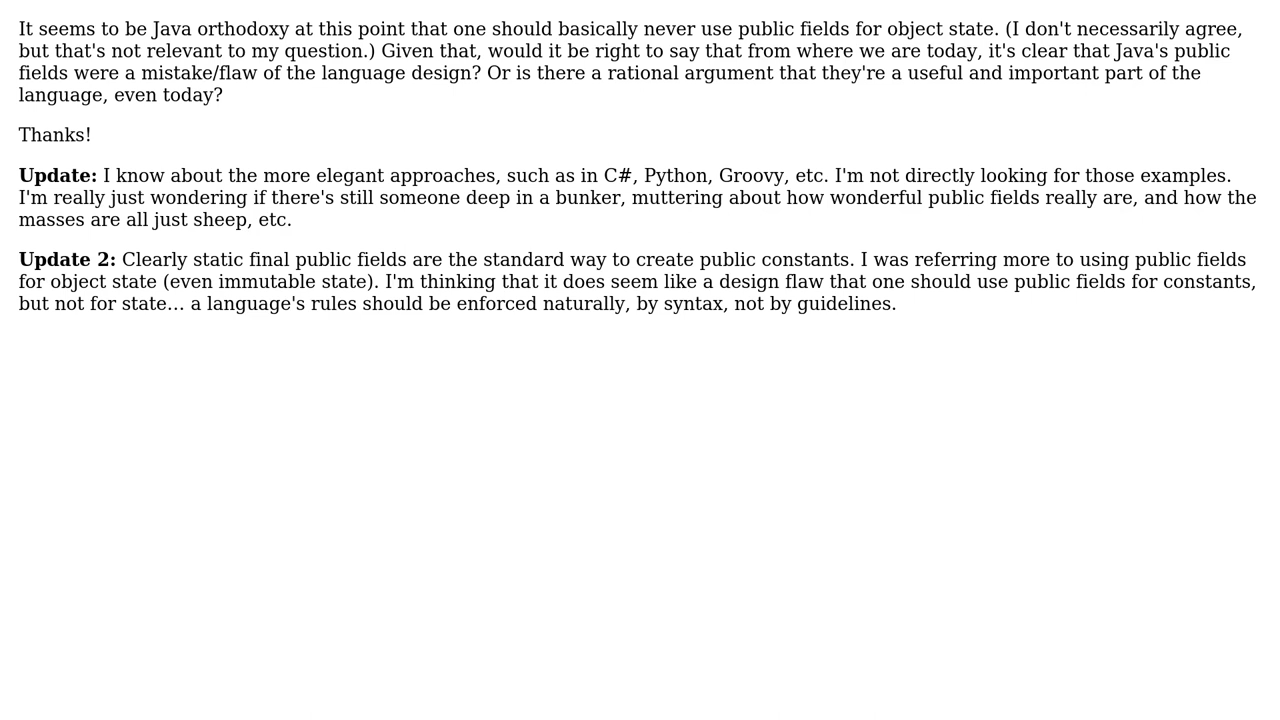 It seems to be Java orthodoxy at this point that one should basically never use public fields for object state. (I don't necessarily agree,
but that's not relevant to my question.) Given that, would it be right to say that from where we are today, it's clear that Java's public
fields were a mistake/flaw of the language design? Or is there a rational argument that they're a useful and important part of the
language, even today?
Thanks!
Update: I know about the more elegant approaches, such as in C#, Python, Groovy, etc. I'm not directly looking for those examples.
I'm really just wondering if there's still someone deep in a bunker, muttering about how wonderful public fields really are, and how the
masses are all just sheep, etc.
Update 2: Clearly static final public fields are the standard way to create public constants. I was referring more to using public fields
for object state (even immutable state). I'm thinking that it does seem like a design flaw that one should use public fields for constants,
but not for state… a language's rules should be enforced naturally, by syntax, not by guidelines.